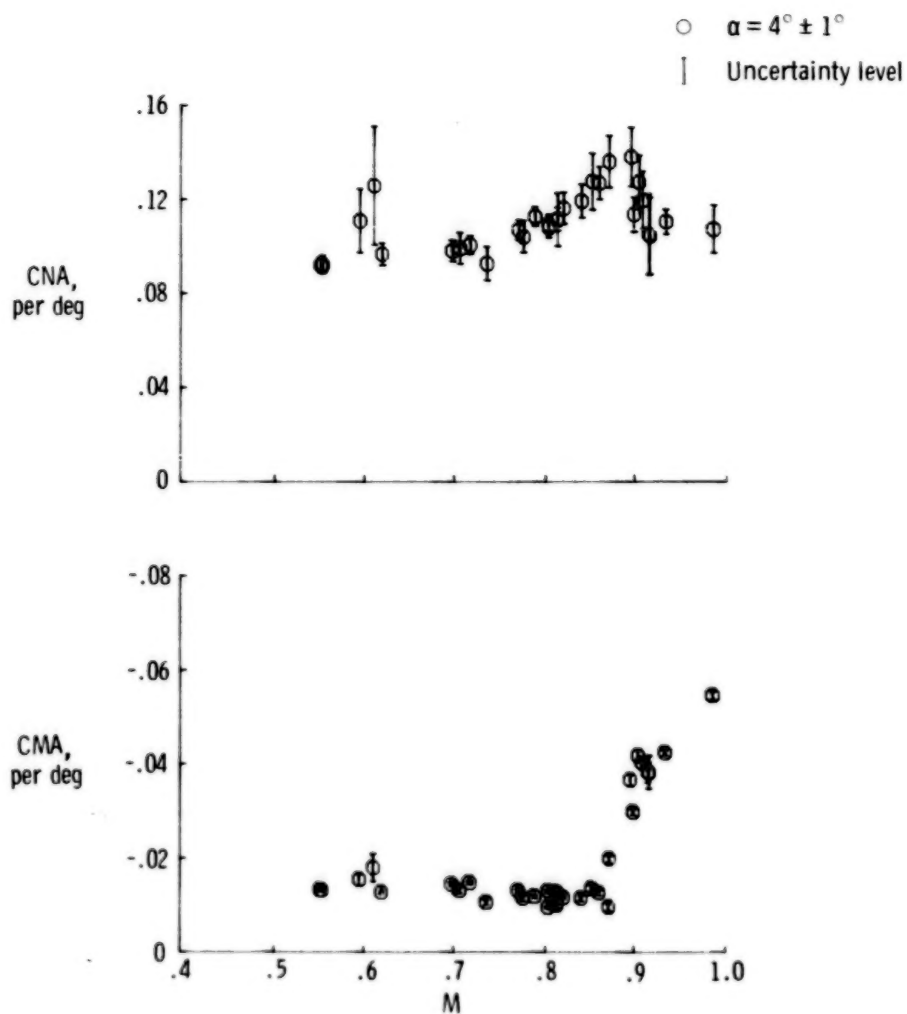 α = 4° ± 1°
Uncertainty level
.16
.12
CNA,
per deg
.08
.04
0
-.08
-.06
CMA,
per deg
-.04
-.02
0
.4 .5 .6 .7 .8 .9 1.0
M